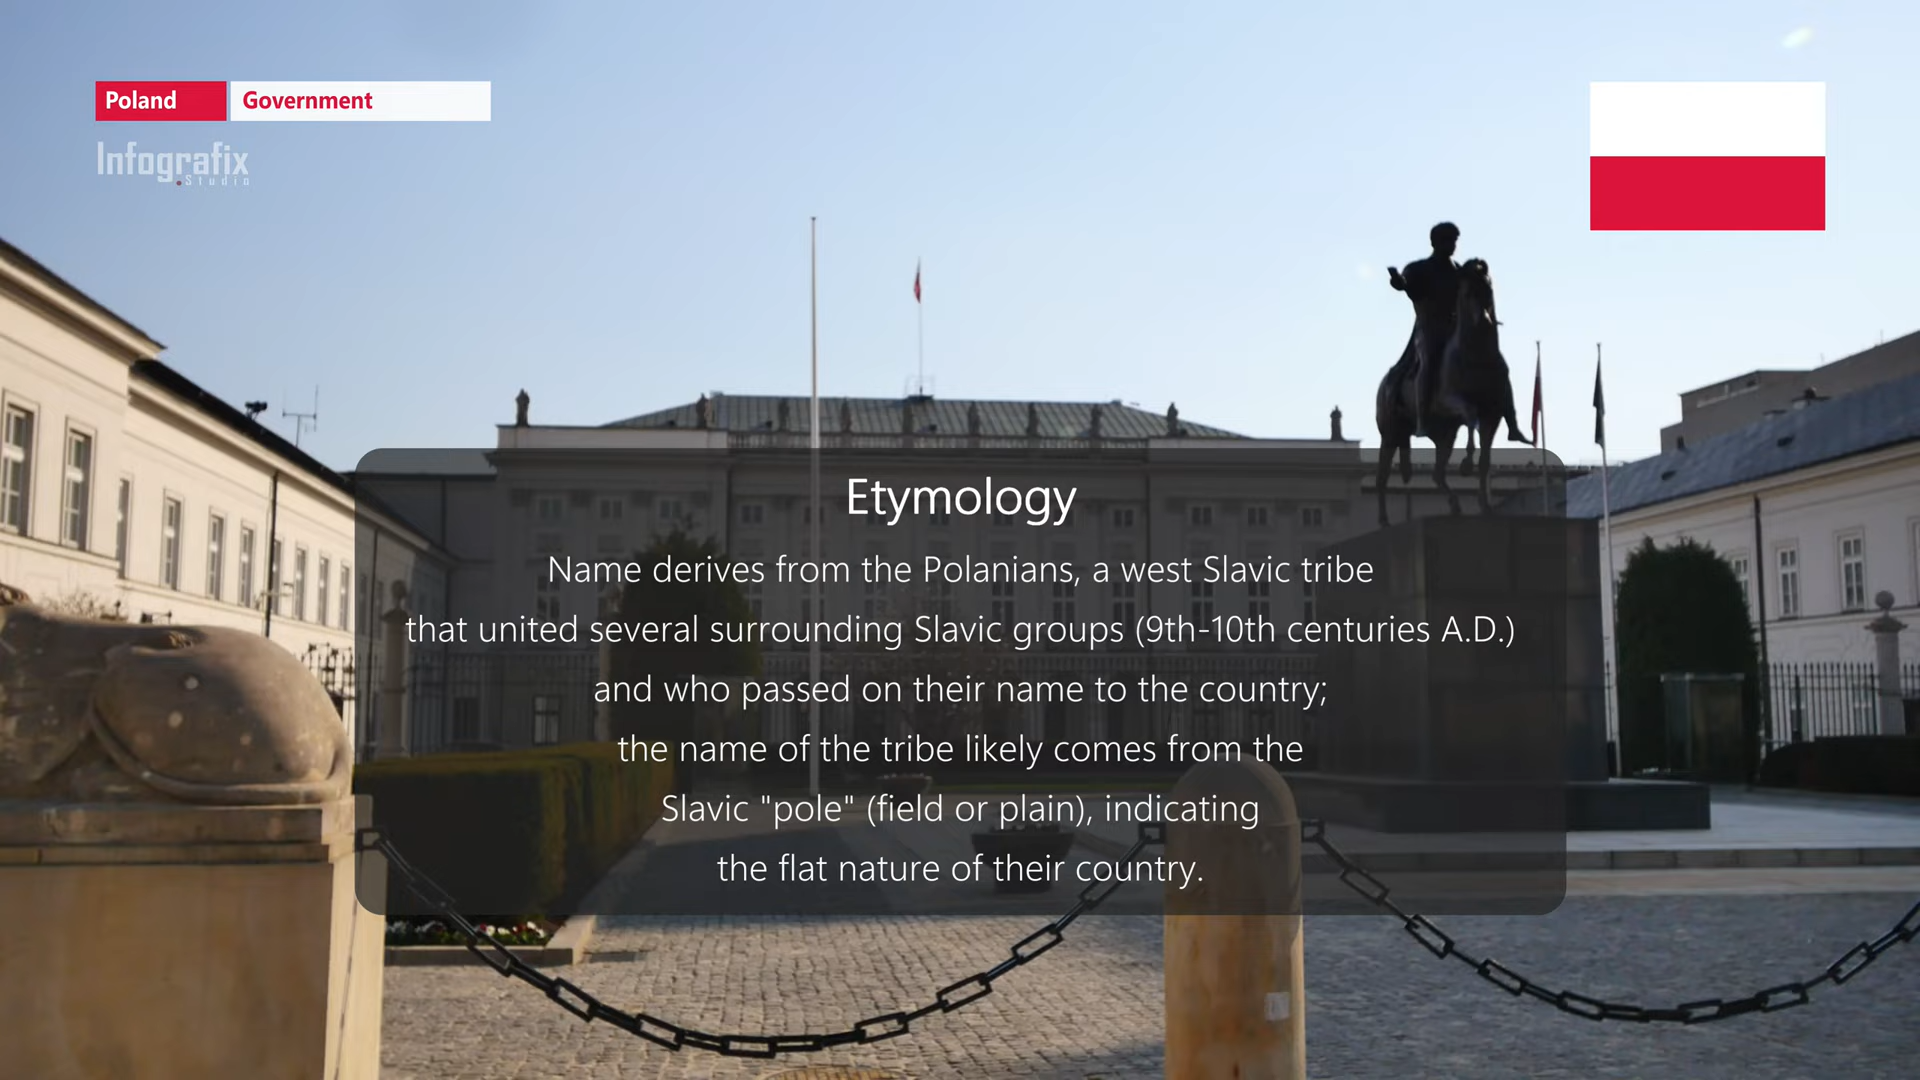 Poland Government
Infografix
.Studio
Etymology
Name derives from the Polanians, a west Slavic tribe
that united several surrounding Slavic groups (9th-10th centuries A.D.)
and who passed on their name to the country;
the name of the tribe likely comes from the
Slavic "pole" (field or plain), indicating
the flat nature of their country.